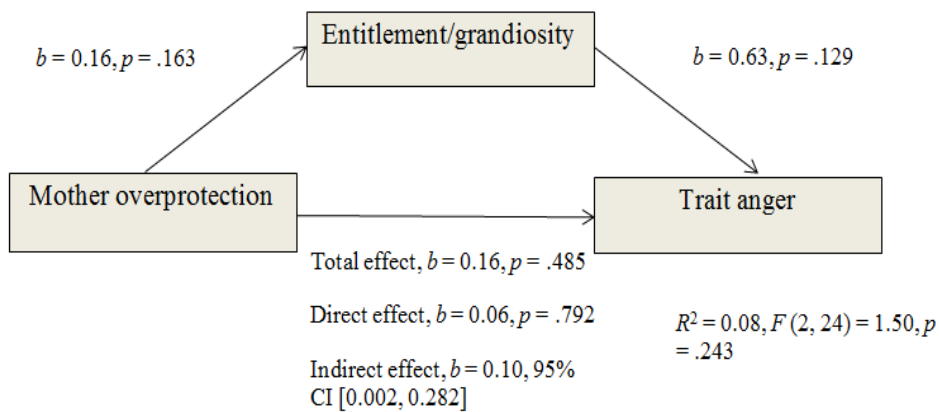 Entitlement/grandiosity
b = 0.16, p = .163
b = 0.63, p = .129
Mother overprotection
Trait anger
Total effect, b = 0.16, p = .485
Direct effect, b = 0.06, p = .792
Indirect effect, b = 0.10, 95%
CI [0.002, 0.282]
R² = 0.08, F (2, 24) = 1.50, p
= .243